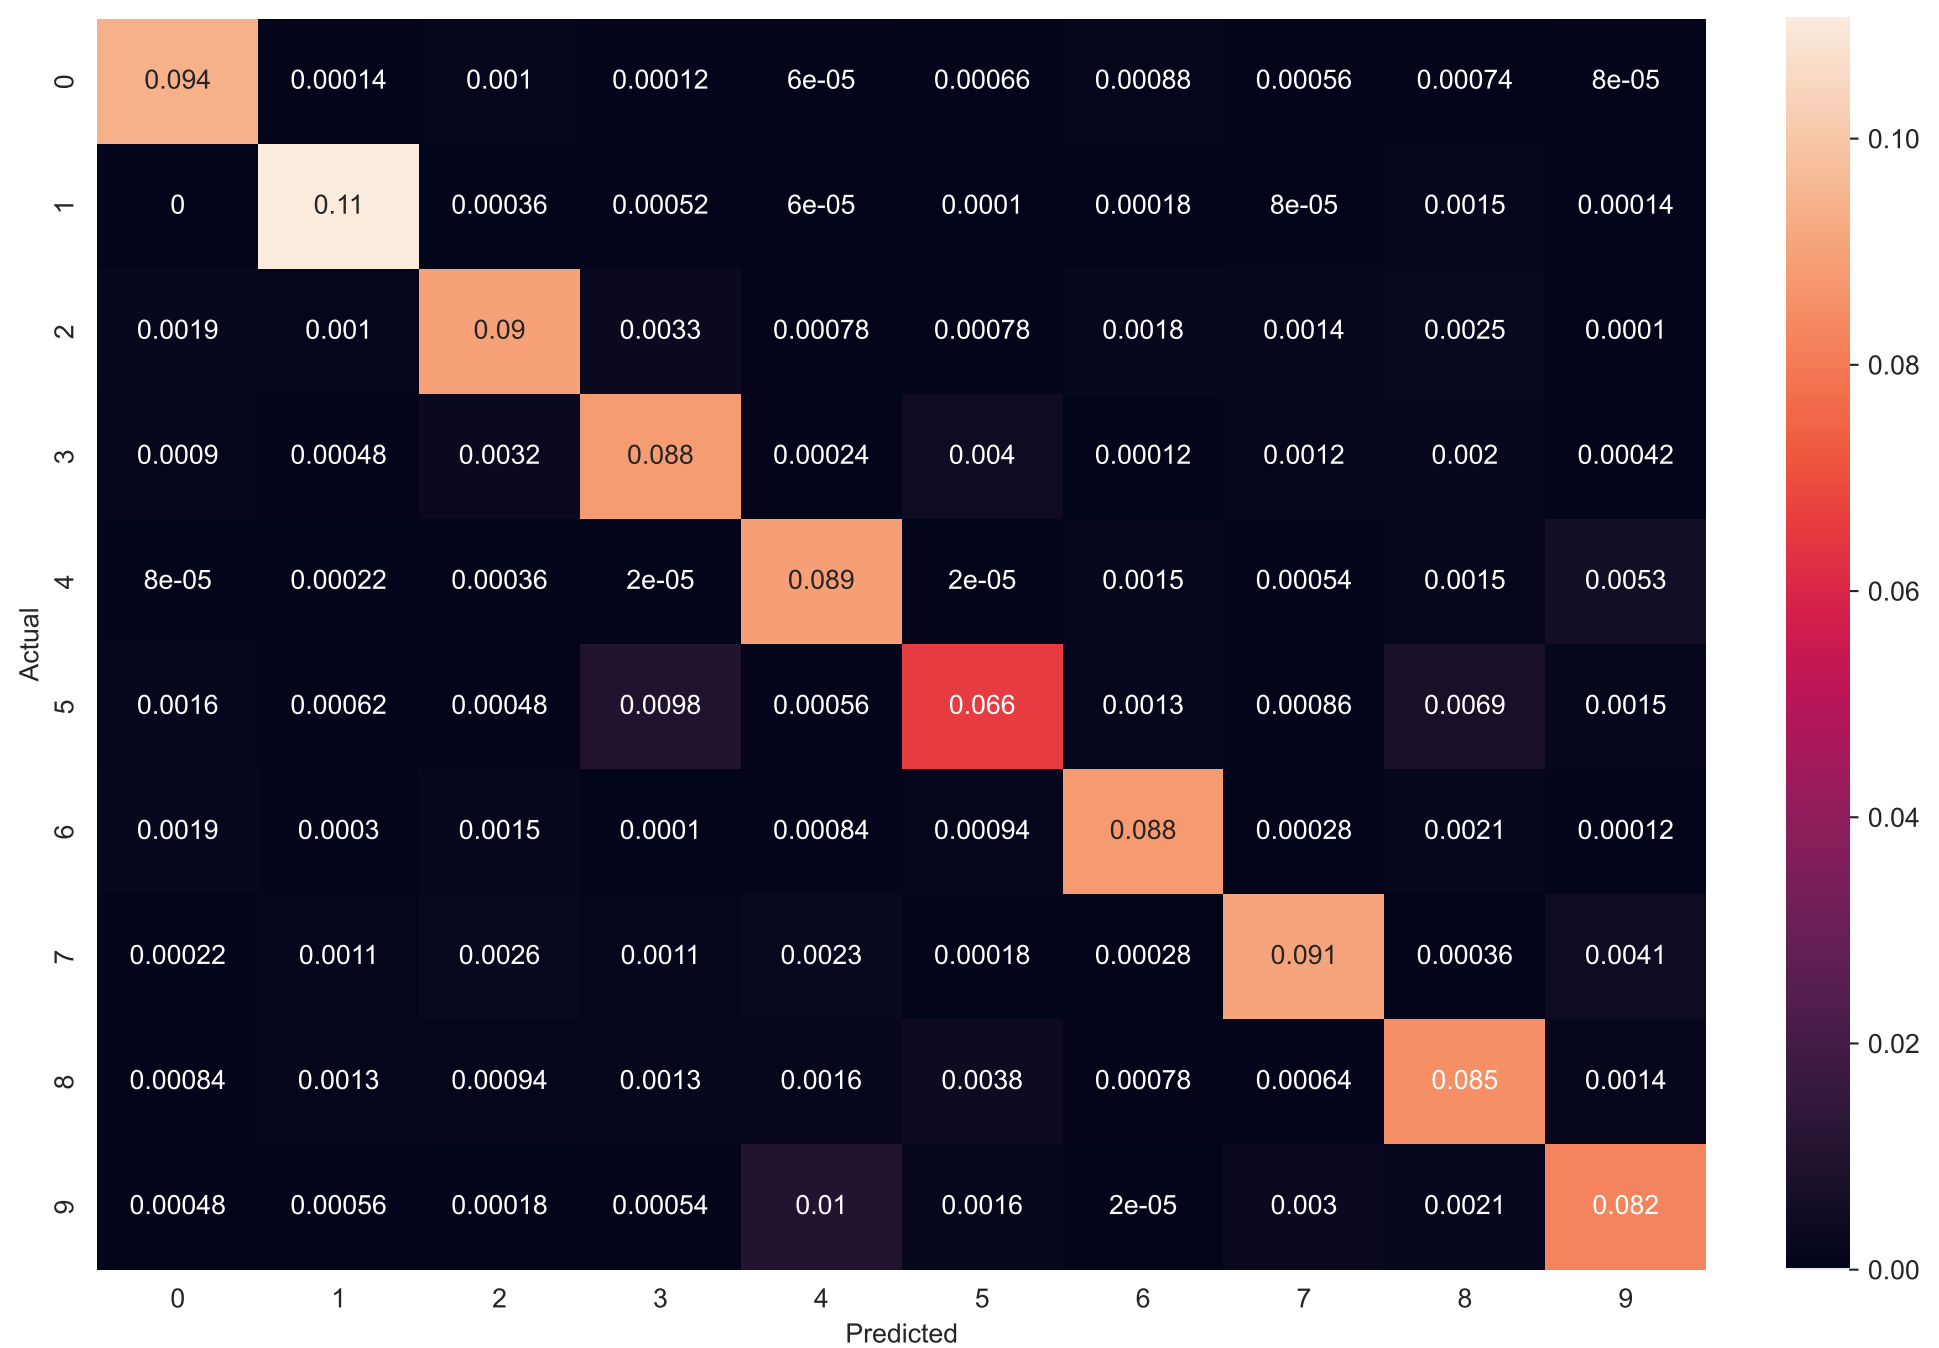 0 0.094 0.00014 0.001 0.00012 6e-05 0.00066 0.00088 0.00056 0.00074 8e-05
1 0 0.11 0.00036 0.00052 6e-05 0.0001 0.00018 8e-05 0.0015 0.00014
2 0.0019 0.001 0.09 0.0033 0.00078 0.00078 0.0018 0.0014 0.0025 0.0001
3 0.0009 0.00048 0.0032 0.088 0.00024 0.004 0.00012 0.0012 0.002 0.00042
4 8e-05 0.00022 0.00036 2e-05 0.089 2e-05 0.0015 0.00054 0.0015 0.0053
Actual
5 0.0016 0.00062 0.00048 0.0098 0.00056 0.066 0.0013 0.00086 0.0069 0.0015
6 0.0019 0.0003 0.0015 0.0001 0.00084 0.00094 0.088 0.00028 0.0021 0.00012
7 0.00022 0.0011 0.0026 0.0011 0.0023 0.00018 0.00028 0.091 0.00036 0.0041
8 0.00084 0.0013 0.00094 0.0013 0.0016 0.0038 0.00078 0.00064 0.085 0.0014
9 0.00048 0.00056 0.00018 0.00054 0.01 0.0016 2e-05 0.003 0.0021 0.082
0 1 2 3 4 5 6 7 8 9
Predicted
0.10
0.08
0.06
0.04
0.02
0.00